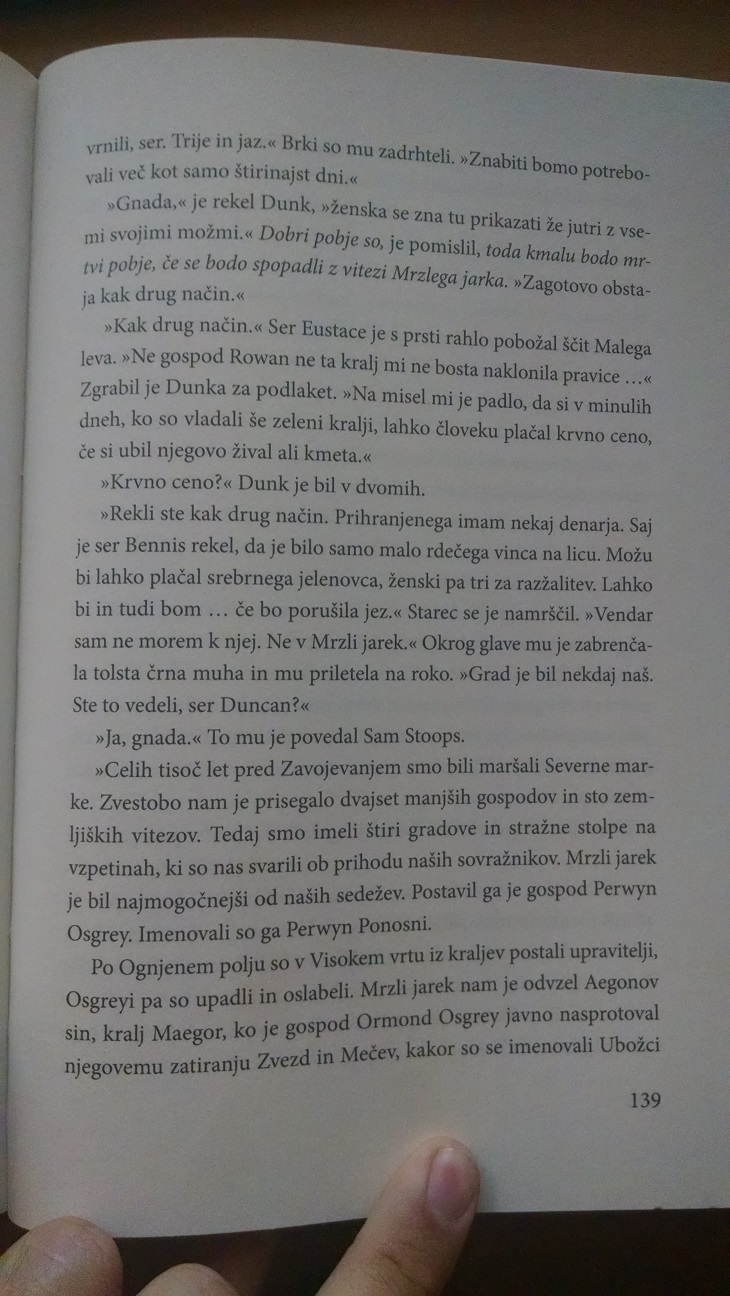 vrnili, ser. Trije in jaz.« Brki so mu zadrhteli. »Znabiti bomo potrebo-
vali več kot samo štirinajst dni.«
»Gnada,« je rekel Dunk, »ženska se zna tu prikazati že jutri z vse-
mi svojimi možmi.« Dobri pobje so, je pomislil, toda kmalu bodo mr-
tvi pobje, če se bodo spopadli z vitezi Mrzlega jarka. »Zagotovo obsta-
ja kak drug način.«
»Kak drug način.« Ser Eustace je s prsti rahlo pobožal ščit Malega
leva. »Ne gospod Rowan ne ta kralj mi ne bosta naklonila pravice ...«
Zgrabil je Dunka za podlaket. »Na misel mi je padlo, da si v minulih
dneh, ko so vladali še zeleni kralji, lahko človeku plačal krvno ceno,
če si ubil njegovo žival ali kmeta.«
»Krvno ceno?« Dunk je bil v dvomih.
»Rekli ste kak drug način. Prihranjenega imam nekaj denarja. Saj
je ser Bennis rekel, da je bilo samo malo rdečega vinca na licu. Možu
bi lahko plačal srebrnega jelenovca, ženski pa tri za razžalitev. Lahko
bi in tudi bom ... če bo porušila jez.« Starec se je namrščil. »Vendar
sam ne morem k njej. Ne v Mrzli jarek.« Okrog glave mu je zabrenča-
la tolsta črna muha in mu priletela na roko. »Grad je bil nekdaj naš.
Ste to vedeli, ser Duncan?«
»Ja, gnada.« To mu je povedal Sam Stoops.
»Celih tisoč let pred Zavojevanjem smo bili maršali Severne mar-
ke. Zvestobo nam je prisegalo dvajset manjših gospodov in sto zem-
ljiških vitezov. Tedaj smo imeli štiri gradove in stražne stolpe na
vzpetinah, ki so nas svarili ob prihodu naših sovražnikov. Mrzli jarek
je bil najmogočnejši od naših sedežev. Postavil ga je gospod Perwyn
Osgrey. Imenovali so ga Perwyn Ponosni.
Po Ognjenem polju so v Visokem vrtu iz kraljev postali upravitelji,
Osgreyi pa so upadli in oslabeli. Mrzli jarek nam je odvzel Aegonov
sin, kralj Maegor, ko je gospod Ormond Osgrey javno nasprotoval
njegovemu zatiranju Zvezd in Mečev, kakor so se imenovali Ubožci
139